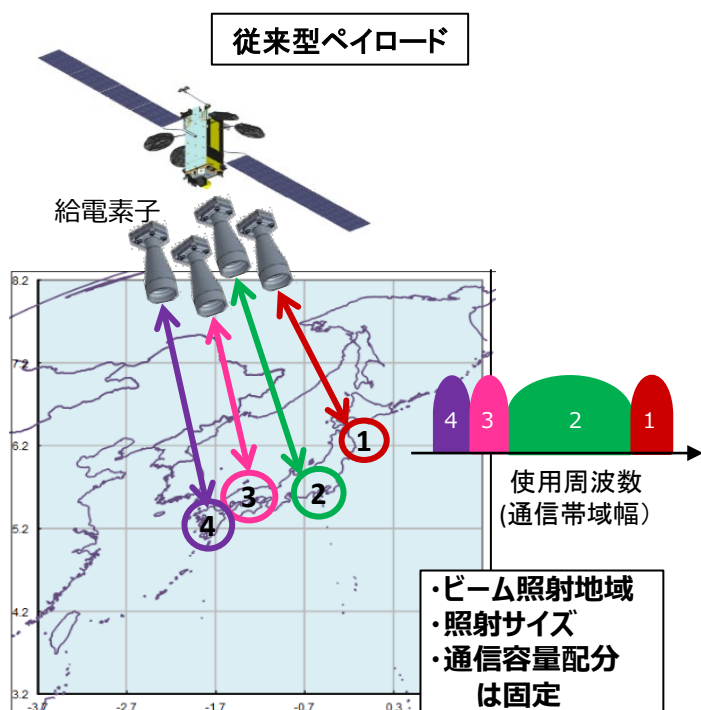 従来型ペイロード
給電素子
8.2
7.2
6.2
5.2
4.2
3.2
-3.7
-2.7
-1.7
-0.7
0.3
1
2
3
4
4
3
2
1
使用周波数
(通信帯域幅）
・ビーム照射地域
・照射サイズ
・通信容量配分
は固定